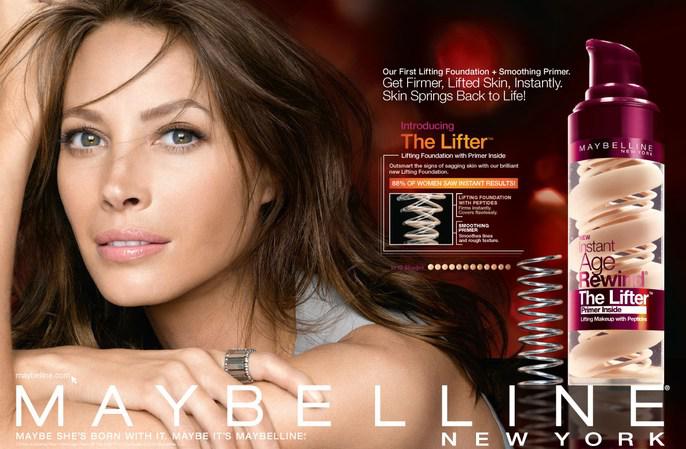 Our First Lifting Foundation + Smoothing Primer.
Get Firmer, Lifted Skin, Instantly.
Skin Springs Back to Life!
Introducing
The Lifter™
Lifting Foundation with Primer Inside
Outsmart the signs of sagging skin with our brilliant
new Lifting Foundation.
88% OF WOMEN SAW INSTANT RESULTS!
LIFTING FOUNDATION
WITH PEPTIDES
Firms instantly.
Covers flawlessly.
SMOOTHING
PRIMER
Smoothes lines
and rough texture.
MAYBELLINE
NEW YORK
NEW
Instant
Age
Rewind®
The Lifter™
Primer Inside
Lifting Makeup with Peptides
maybelline.com
MAYBELLINE®
NEW YORK
MAYBE SHE'S BORN WITH IT. MAYBE IT'S MAYBELLINE.®